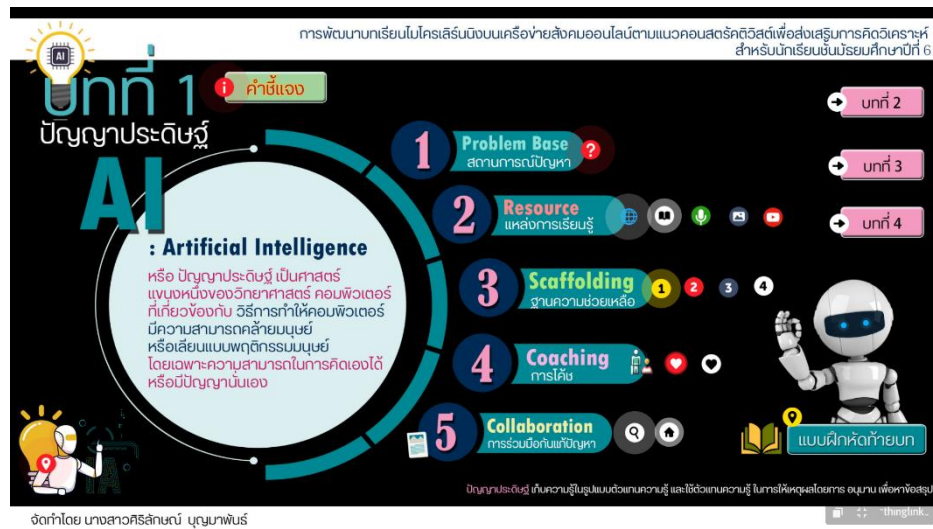 การพัฒนาบทเรียนไมโครเลิร์นนิงบนเครือข่ายสังคมออนไลน์ตามแนวคอนสตรัคติวิสต์เพื่อส่งเสริมการคิดวิเคราะห์
สำหรับนักเรียนชั้นมัธยมศึกษาปีที่ 6
AI
บทที่ 1
i คำชี้แจง
ปัญญาประดิษฐ์
AI
: Artificial Intelligence
หรือ ปัญญาประดิษฐ์ เป็นศาสตร์
แขนงหนึ่งของวิทยาศาสตร์ คอมพิวเตอร์
ที่เกี่ยวข้องกับ วิธีการทำให้คอมพิวเตอร์
มีความสามารถคล้ายมนุษย์
หรือเลียนแบบพฤติกรรมมนุษย์
โดยเฉพาะความสามารถในการคิดเองได้
หรือมีปัญญานั่นเอง
1 Problem Base ?
สถานการณ์ปัญหา
2 Resource
แหล่งการเรียนรู้
3 Scaffolding 1 2 3 4
ฐานความช่วยเหลือ
4 Coaching
การโค้ช
5 Collaboration
การร่วมมือกันแก้ปัญหา
บทที่ 2
บทที่ 3
บทที่ 4
แบบฝึกหัดท้ายบท
ปัญญาประดิษฐ์ เก็บความรู้ในรูปแบบตัวแทนความรู้ และใช้ตัวแทนความรู้ ในการให้เหตุผลโดยการ อนุมาน เพื่อหาข้อสรุป
จัดทำโดย นางสาวศิริลักษณ์ บุญมาพันธ์
thinglink..